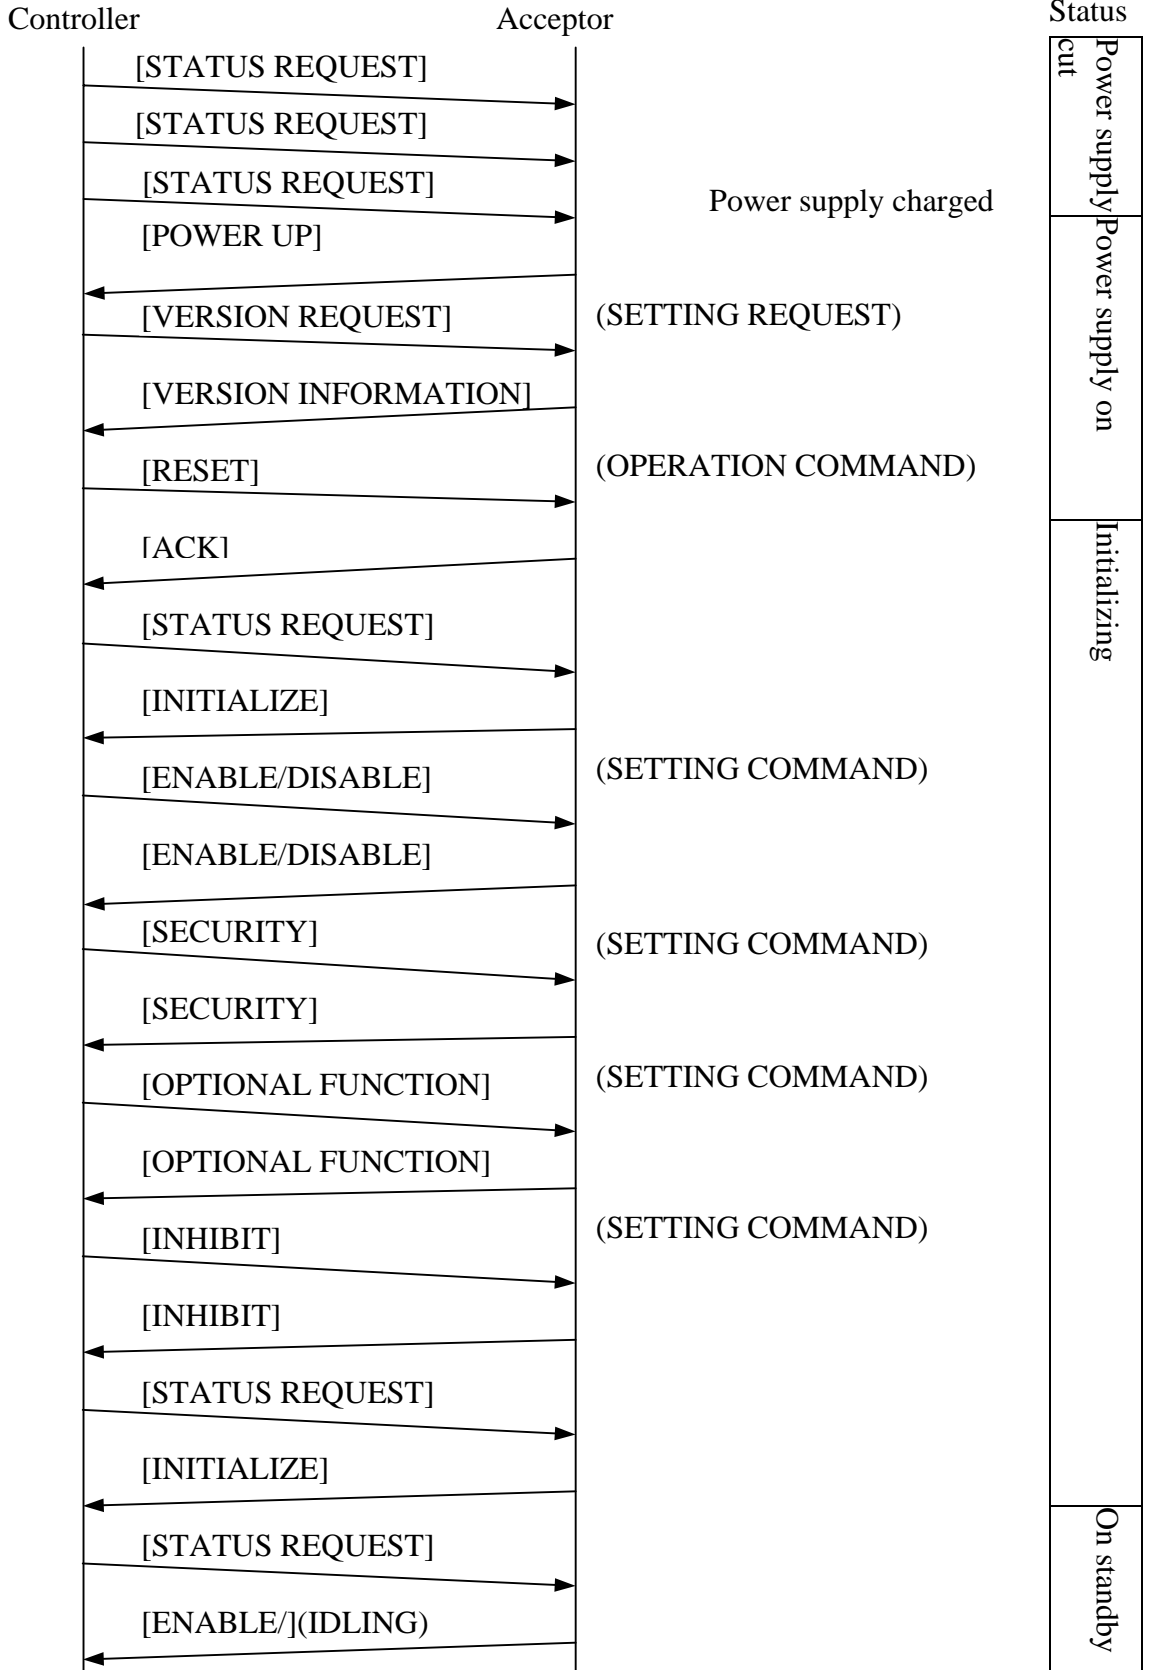 Controller
Acceptor
Status
[STATUS REQUEST]
[STATUS REQUEST]
[STATUS REQUEST]
Power supply charged
Power supply
cut
[POWER UP]
[VERSION REQUEST]
(SETTING REQUEST)
Power supply on
[VERSION INFORMATION]
[RESET]
(OPERATION COMMAND)
[ACK]
Initializing
[STATUS REQUEST]
[INITIALIZE]
[ENABLE/DISABLE]
(SETTING COMMAND)
[ENABLE/DISABLE]
[SECURITY]
(SETTING COMMAND)
[SECURITY]
[OPTIONAL FUNCTION]
(SETTING COMMAND)
[OPTIONAL FUNCTION]
[INHIBIT]
(SETTING COMMAND)
[INHIBIT]
[STATUS REQUEST]
[INITIALIZE]
[STATUS REQUEST]
On standby
[ENABLE/](IDLING)